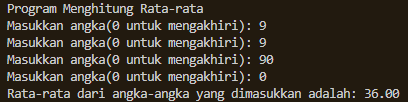 Program Menghitung Rata-rata
Masukkan angka(0 untuk mengakhiri): 9
Masukkan angka(0 untuk mengakhiri): 9
Masukkan angka(0 untuk mengakhiri): 90
Masukkan angka(0 untuk mengakhiri): 0
Rata-rata dari angka-angka yang dimasukkan adalah: 36.00